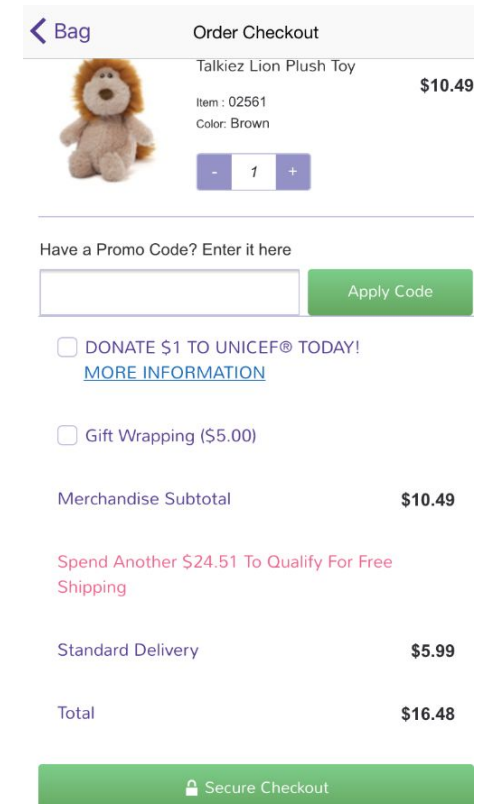 Bag
Order Checkout
Talkiez Lion Plush Toy
$10.49
Item : 02561
Color: Brown
- 1 +
Have a Promo Code? Enter it here
Apply Code
DONATE $1 TO UNICEF® TODAY!
MORE INFORMATION
Gift Wrapping ($5.00)
Merchandise Subtotal $10.49
Spend Another $24.51 To Qualify For Free
Shipping
Standard Delivery $5.99
Total $16.48
Secure Checkout